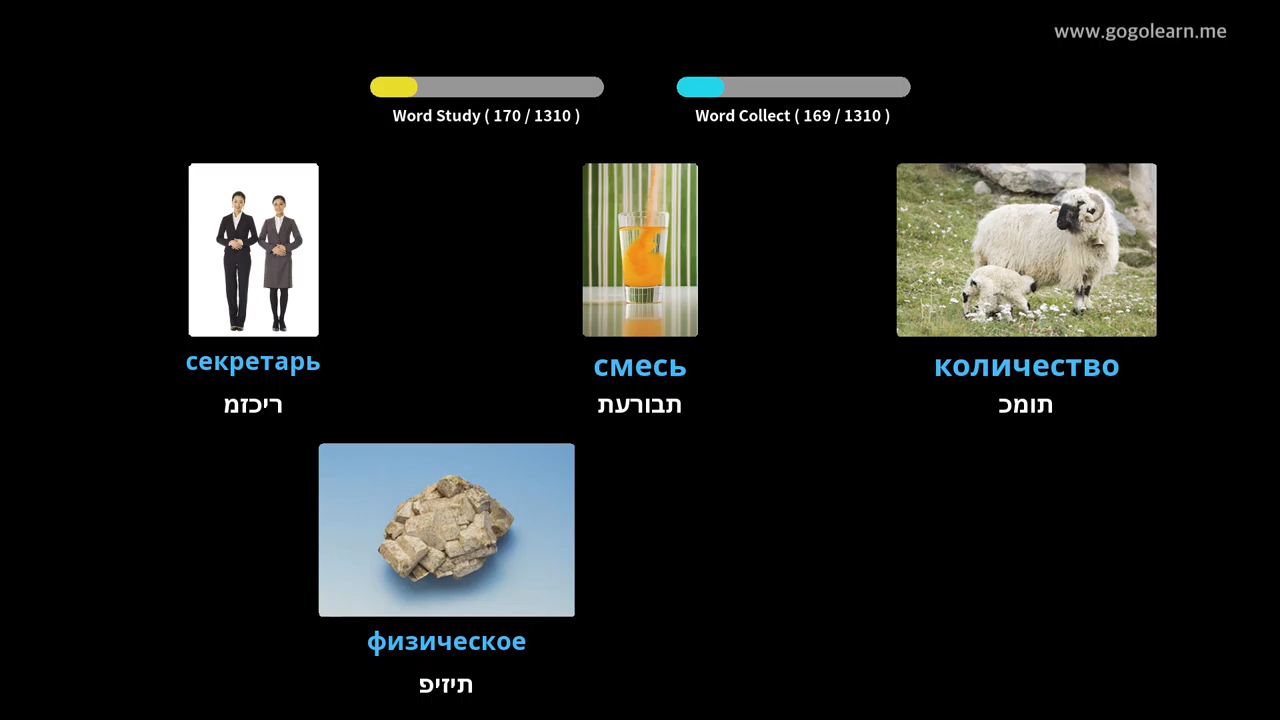 www.gogolearn.me
Word Study ( 170 / 1310 )
Word Collect ( 169 / 1310 )
секретарь
ריכזמ
смесь
תבורעת
количество
תומכ
физическое
תיזיפ